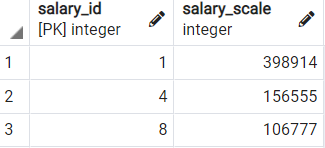 salary_id salary_scale
[PK] integer integer
1 1 398914
2 4 156555
3 8 106777